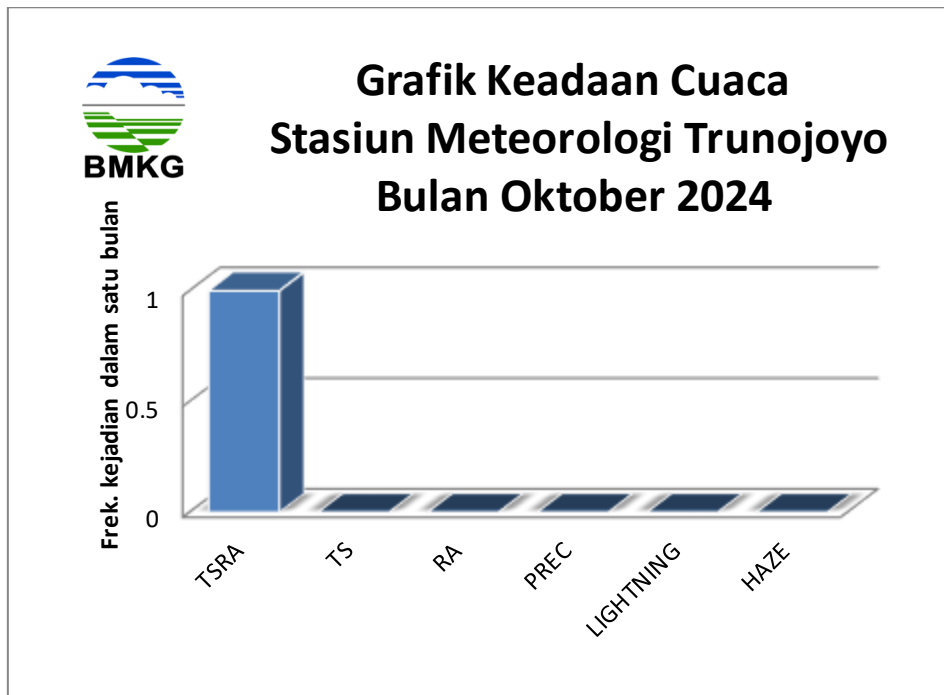 BMKG
Grafik Keadaan Cuaca
Stasiun Meteorologi Trunojoyo
Bulan Oktober 2024
Frek. kejadian dalam satu bulan
1
0.5
0
TSRA
TS
RA
PREC
LIGHTNING
HAZE